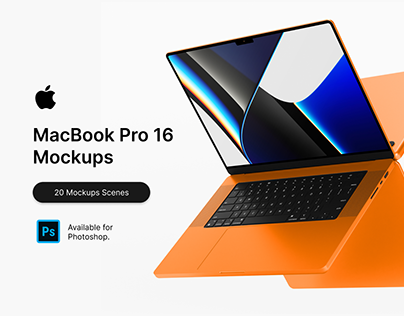 MacBook Pro 16
Mockups
20 Mockups Scenes
Ps
Available for
Photoshop.